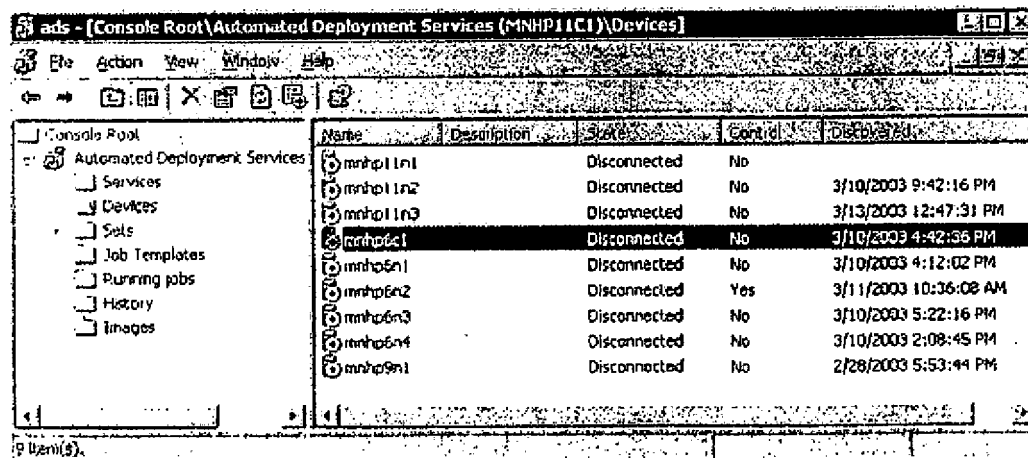 ads - [Console Root\Automated Deployment Services (MNHP11C1)\Devices]
File Action View Window Help
Console Root
Automated Deployment Services
Services
Devices
Sets
Job Templates
Running jobs
History
Images
Name Description State Control Discovered
mnhp11n1 Disconnected No
mnhp11n2 Disconnected No 3/10/2003 9:42:16 PM
mnhp11n3 Disconnected No 3/13/2003 12:47:31 PM
mnhp6c1 Disconnected No 3/10/2003 4:42:36 PM
mnhp6n1 Disconnected No 3/10/2003 4:12:02 PM
mnhp6n2 Disconnected Yes 3/11/2003 10:36:08 AM
mnhp6n3 Disconnected No 3/10/2003 5:22:16 PM
mnhp6n4 Disconnected No 3/10/2003 2:08:45 PM
mnhp9n1 Disconnected No 2/28/2003 5:53:44 PM
9 item(s).